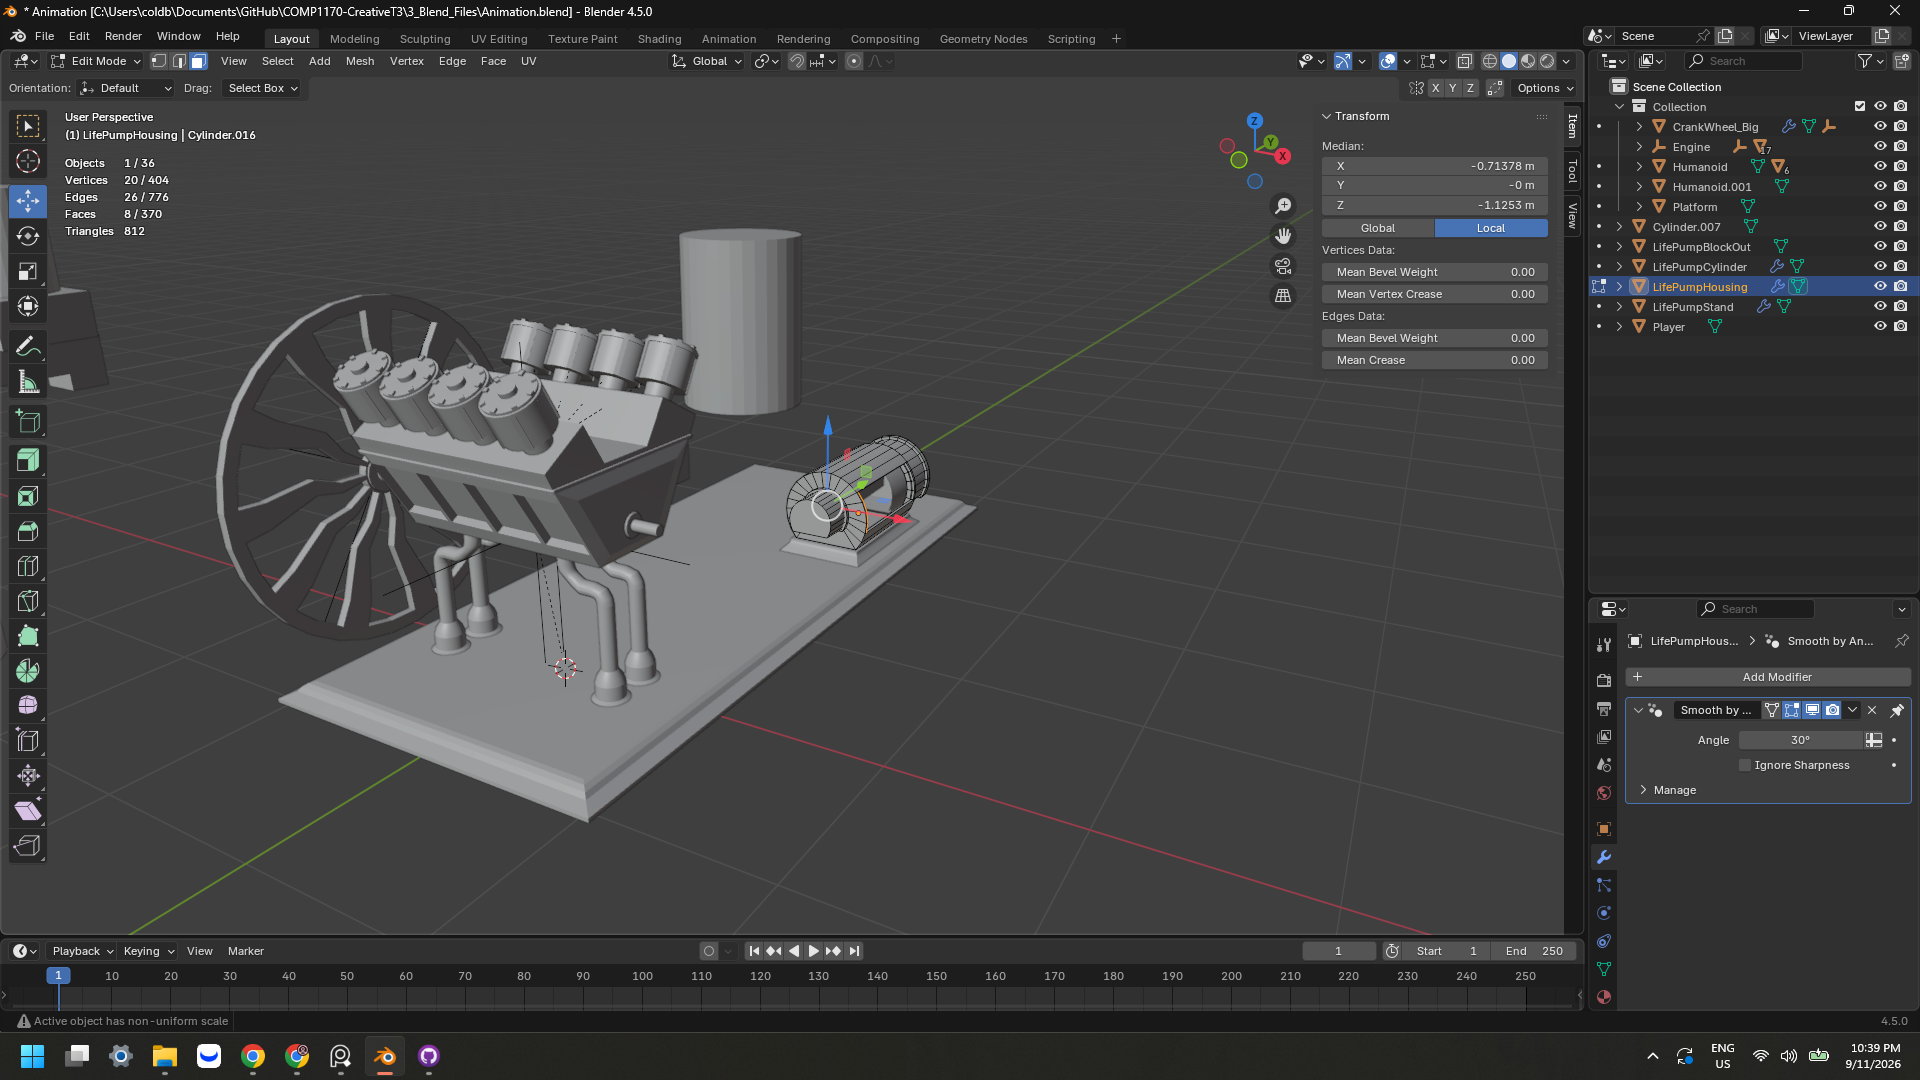 * Animation [C:\Users\coldb\Documents\GitHub\COMP1170-CreativeT3\3_Blend_Files\Animation.blend] - Blender 4.5.0
File Edit Render Window Help
Layout Modeling Sculpting UV Editing Texture Paint Shading Animation Rendering Compositing Geometry Nodes Scripting +
Scene
ViewLayer
Edit Mode View Select Add Mesh Vertex Edge Face UV
Global
Search
Orientation: Default Drag: Select Box
X Y Z Options
User Perspective
(1) LifePumpHousing | Cylinder.016
Objects 1 / 36
Vertices 20 / 404
Edges 26 / 776
Faces 8 / 370
Triangles 812
Z
Y
X
Transform
Median:
X -0.71378 m
Y -0 m
Z -1.1253 m
Global Local
Vertices Data:
Mean Bevel Weight 0.00
Mean Vertex Crease 0.00
Edges Data:
Mean Bevel Weight 0.00
Mean Crease 0.00
Item
Tool
View
Scene Collection
Collection
CrankWheel_Big
Engine 17
Humanoid 6
Humanoid.001
Platform
Cylinder.007
LifePumpBlockOut
LifePumpCylinder
LifePumpHousing
LifePumpStand
Player
Search
LifePumpHous... > Smooth by An...
+ Add Modifier
Smooth by ...
Angle 30°
Ignore Sharpness
Manage
Playback Keying View Marker
1 Start 1 End 250
1 10 20 30 40 50 60 70 80 90 100 110 120 130 140 150 160 170 180 190 200 210 220 230 240 250
Active object has non-uniform scale
4.5.0
ENG
US
10:39 PM
9/11/2026